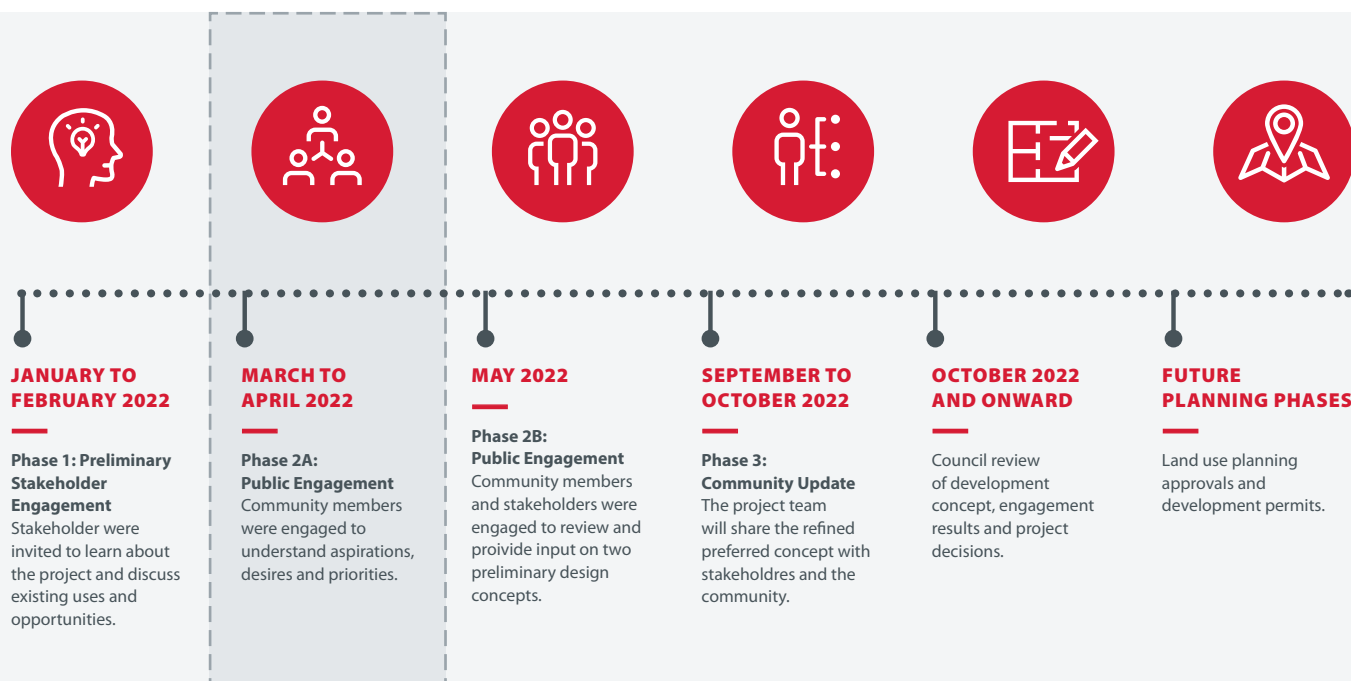 JANUARY TO
FEBRUARY 2022
Phase 1: Preliminary
Stakeholder
Engagement
Stakeholder were
invited to learn about
the project and discuss
existing uses and
opportunities.
MARCH TO
APRIL 2022
Phase 2A:
Public Engagement
Community members
were engaged to
understand aspirations,
desires and priorities.
MAY 2022
Phase 2B:
Public Engagement
Community members
and stakeholders were
engaged to review and
proivide input on two
preliminary design
concepts.
SEPTEMBER TO
OCTOBER 2022
Phase 3:
Community Update
The project team
will share the refined
preferred concept with
stakeholdres and the
community.
OCTOBER 2022
AND ONWARD
Council review
of development
concept, engagement
results and project
decisions.
FUTURE
PLANNING PHASES
Land use planning
approvals and
development permits.